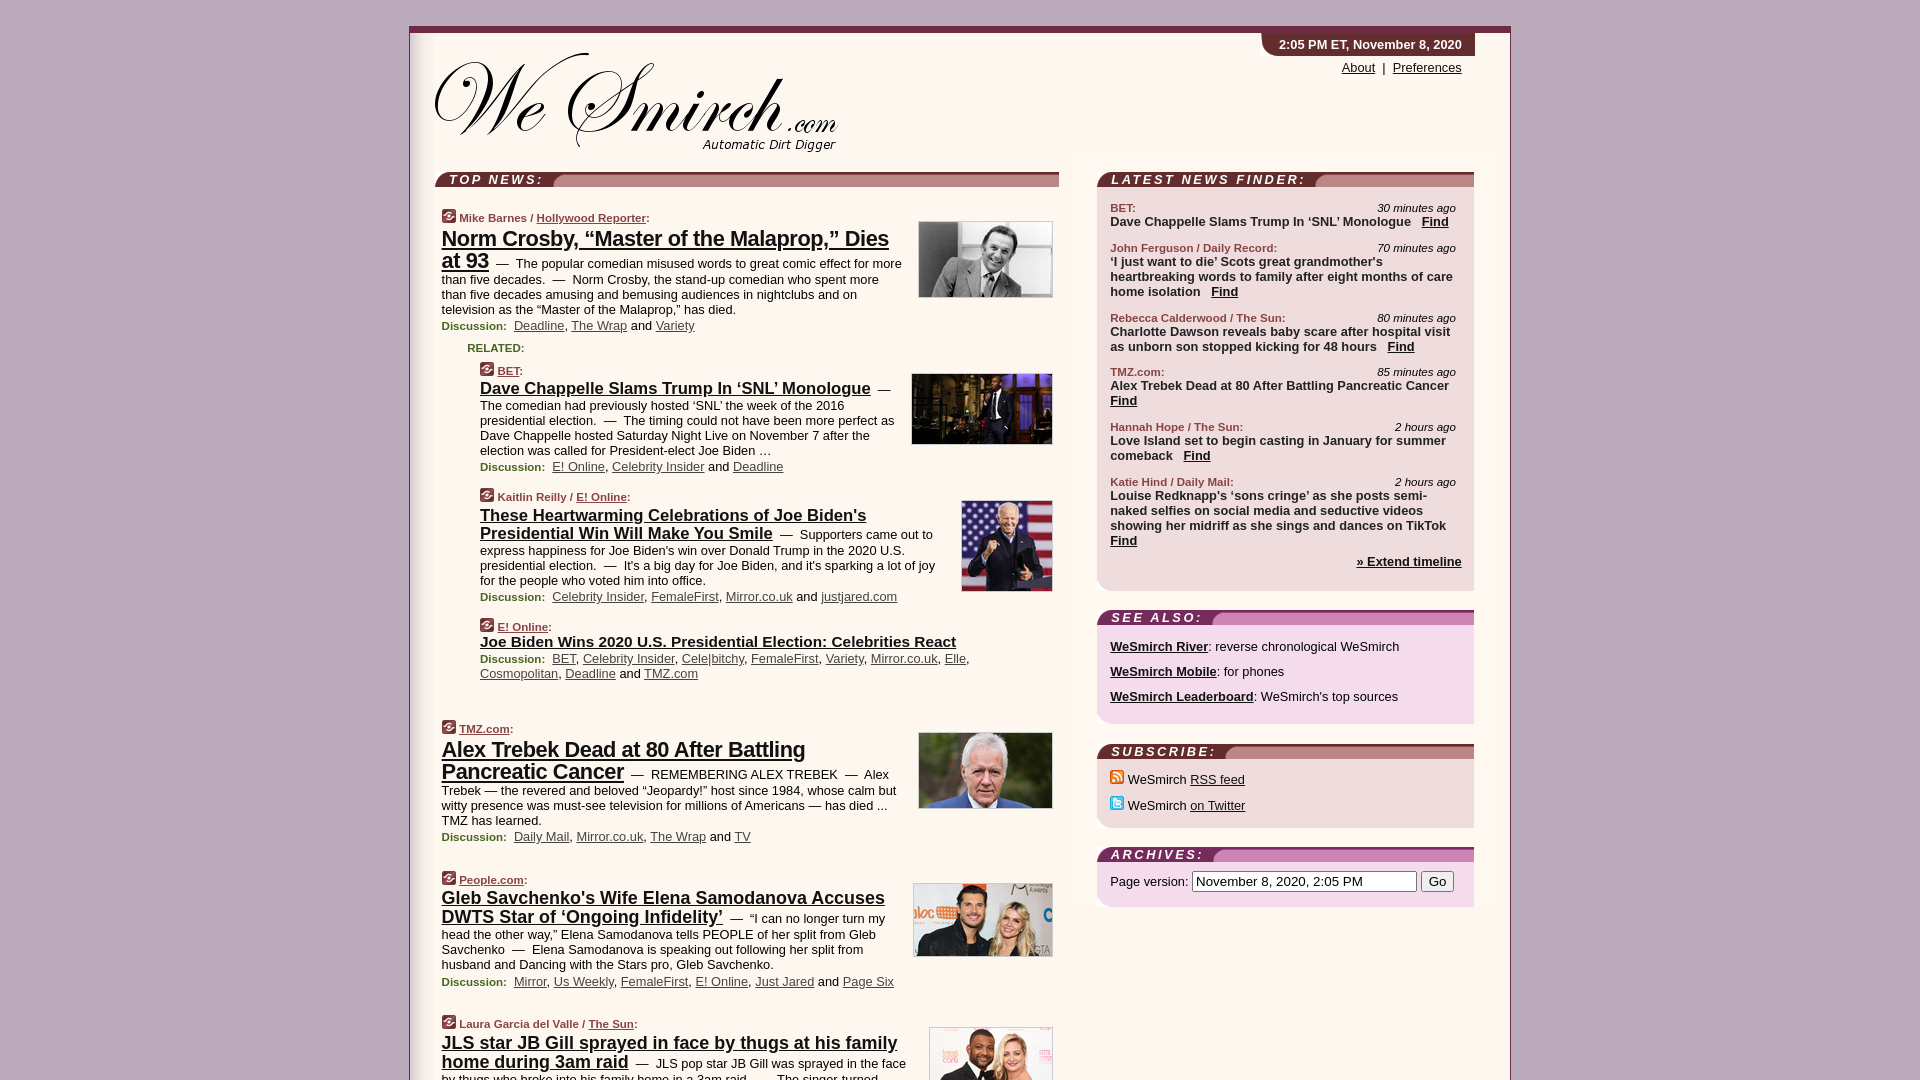 2:05 PM ET, November 8, 2020
About | Preferences
We Smirch .com
Automatic Dirt Digger
TOP NEWS:
Mike Barnes / Hollywood Reporter:
Norm Crosby, “Master of the Malaprop,” Dies
at 93 — The popular comedian misused words to great comic effect for more
than five decades. — Norm Crosby, the stand-up comedian who spent more
than five decades amusing and bemusing audiences in nightclubs and on
television as the “Master of the Malaprop,” has died.
Discussion: Deadline, The Wrap and Variety
RELATED:
BET:
Dave Chappelle Slams Trump In ‘SNL’ Monologue —
The comedian had previously hosted ‘SNL’ the week of the 2016
presidential election. — The timing could not have been more perfect as
Dave Chappelle hosted Saturday Night Live on November 7 after the
election was called for President-elect Joe Biden …
Discussion: E! Online, Celebrity Insider and Deadline
Kaitlin Reilly / E! Online:
These Heartwarming Celebrations of Joe Biden's
Presidential Win Will Make You Smile — Supporters came out to
express happiness for Joe Biden's win over Donald Trump in the 2020 U.S.
presidential election. — It's a big day for Joe Biden, and it's sparking a lot of joy
for the people who voted him into office.
Discussion: Celebrity Insider, FemaleFirst, Mirror.co.uk and justjared.com
E! Online:
Joe Biden Wins 2020 U.S. Presidential Election: Celebrities React
Discussion: BET, Celebrity Insider, Cele|bitchy, FemaleFirst, Variety, Mirror.co.uk, Elle,
Cosmopolitan, Deadline and TMZ.com
TMZ.com:
Alex Trebek Dead at 80 After Battling
Pancreatic Cancer — REMEMBERING ALEX TREBEK — Alex
Trebek — the revered and beloved “Jeopardy!” host since 1984, whose calm but
witty presence was must-see television for millions of Americans — has died ...
TMZ has learned.
Discussion: Daily Mail, Mirror.co.uk, The Wrap and TV
People.com:
Gleb Savchenko's Wife Elena Samodanova Accuses
DWTS Star of ‘Ongoing Infidelity’ — “I can no longer turn my
head the other way,” Elena Samodanova tells PEOPLE of her split from Gleb
Savchenko — Elena Samodanova is speaking out following her split from
husband and Dancing with the Stars pro, Gleb Savchenko.
Discussion: Mirror, Us Weekly, FemaleFirst, E! Online, Just Jared and Page Six
Laura Garcia del Valle / The Sun:
JLS star JB Gill sprayed in face by thugs at his family
home during 3am raid — JLS pop star JB Gill was sprayed in the face
by thugs who broke into his family home in a 3am raid. — The singer-turned
LATEST NEWS FINDER:
BET: 30 minutes ago
Dave Chappelle Slams Trump In ‘SNL’ Monologue Find
John Ferguson / Daily Record: 70 minutes ago
‘I just want to die’ Scots great grandmother's
heartbreaking words to family after eight months of care
home isolation Find
Rebecca Calderwood / The Sun: 80 minutes ago
Charlotte Dawson reveals baby scare after hospital visit
as unborn son stopped kicking for 48 hours Find
TMZ.com: 85 minutes ago
Alex Trebek Dead at 80 After Battling Pancreatic Cancer
Find
Hannah Hope / The Sun: 2 hours ago
Love Island set to begin casting in January for summer
comeback Find
Katie Hind / Daily Mail: 2 hours ago
Louise Redknapp's ‘sons cringe’ as she posts semi-
naked selfies on social media and seductive videos
showing her midriff as she sings and dances on TikTok
Find
» Extend timeline
SEE ALSO:
WeSmirch River: reverse chronological WeSmirch
WeSmirch Mobile: for phones
WeSmirch Leaderboard: WeSmirch's top sources
SUBSCRIBE:
WeSmirch RSS feed
WeSmirch on Twitter
ARCHIVES:
Page version: November 8, 2020, 2:05 PM Go